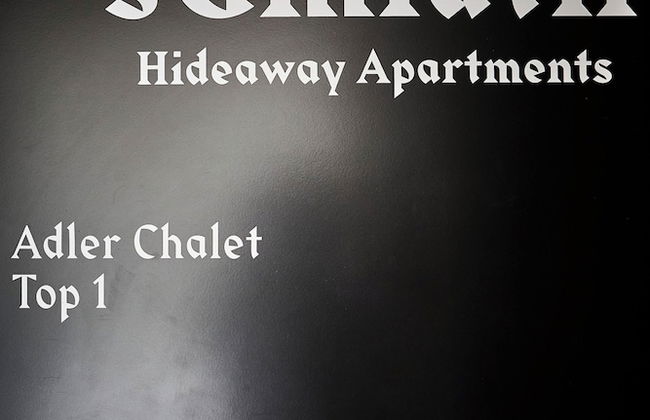 Hideaway Apartments
Adler Chalet
Top 1